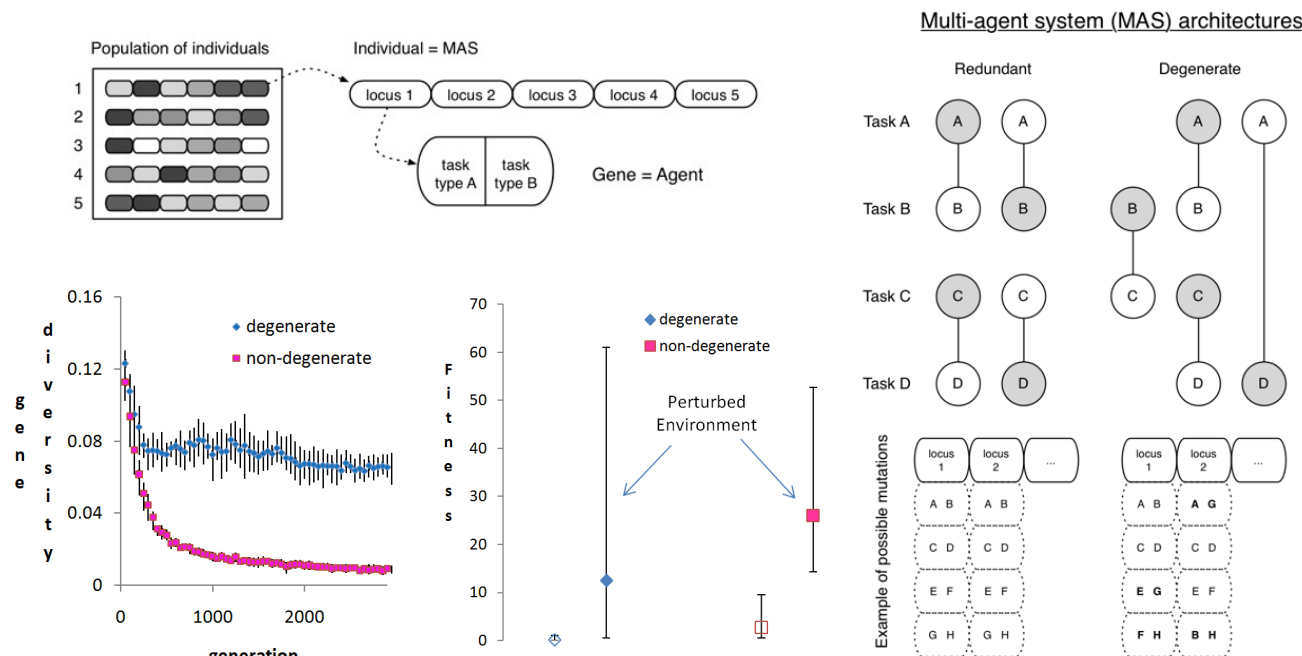 Multi-agent system (MAS) architectures
Population of individuals
1
2
3
4
5
Individual = MAS
locus 1 locus 2 locus 3 locus 4 locus 5
task type A
task type B
Gene = Agent
Redundant Degenerate
Task A A A A A
Task B B B B B
Task C C C C C
Task D D D D D
gene diversity
0.16
0.12
0.08
0.04
0
0 1000 2000
generation
degenerate
non-degenerate
Fitness
70
60
50
40
30
20
10
0
degenerate
non-degenerate
Perturbed
Environment
Example of possible mutations
locus 1 locus 2 ... locus 1 locus 2 ...
A B A B A B A G
C D C D C D C D
E F E F E G E F
G H G H F H B H